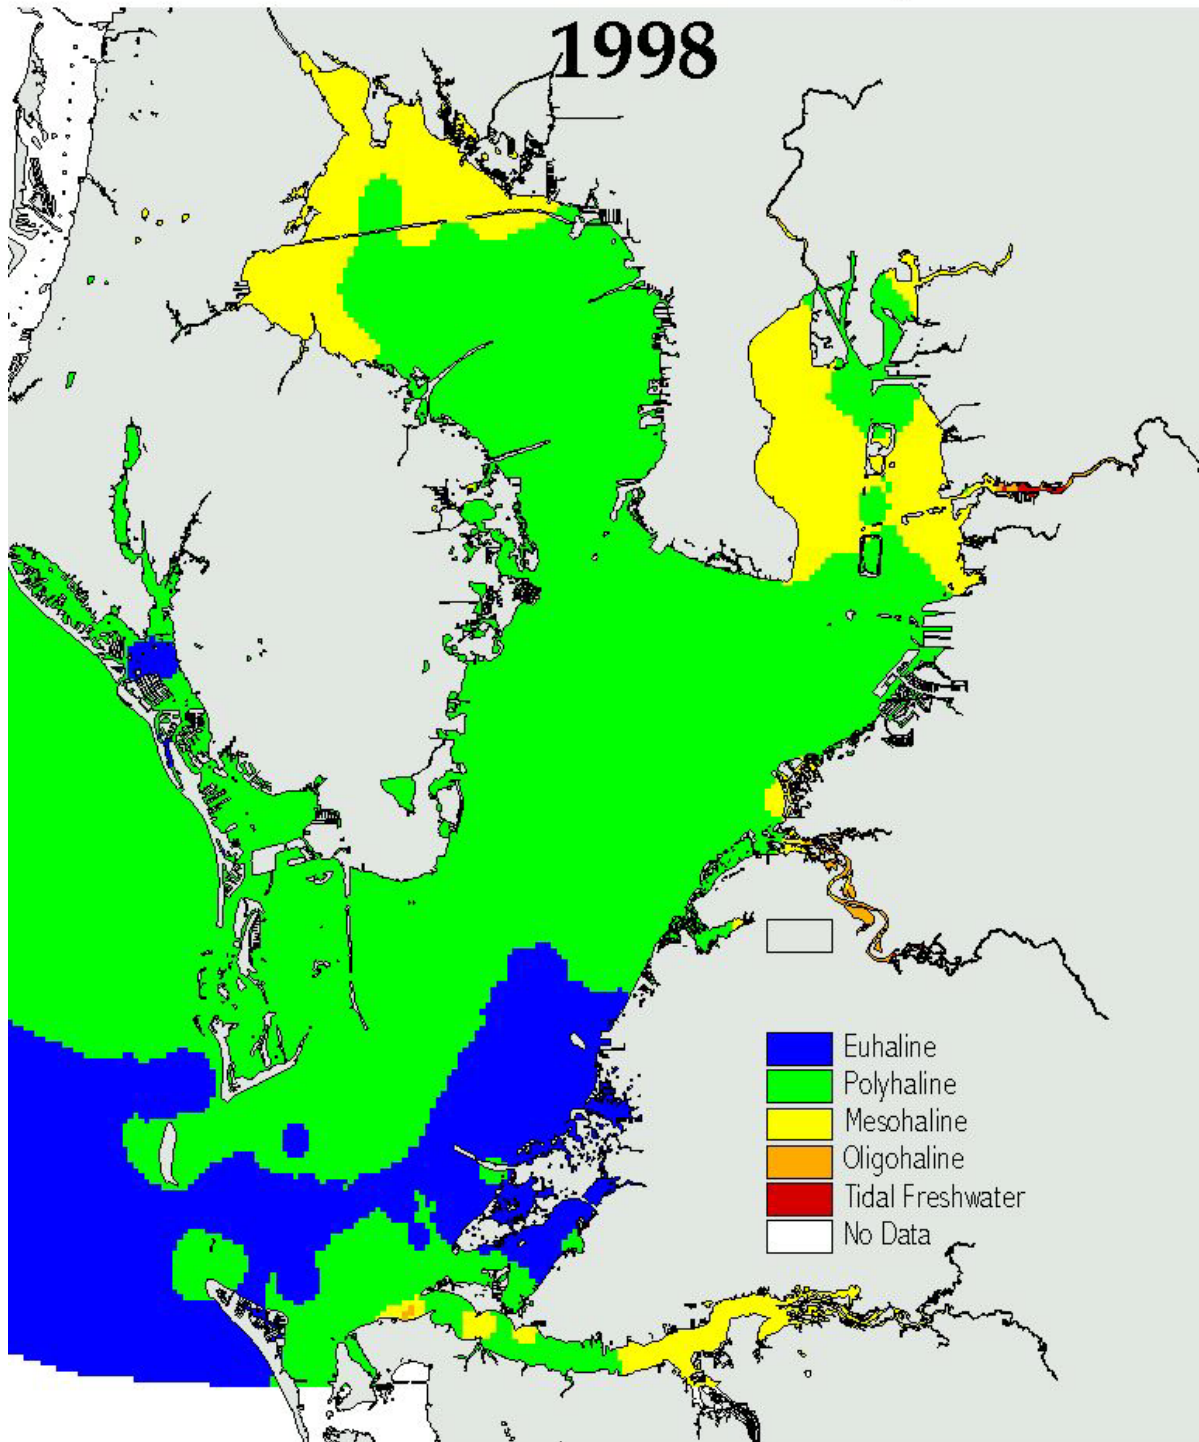 1998
Euhaline
Polyhaline
Mesohaline
Oligohaline
Tidal Freshwater
No Data